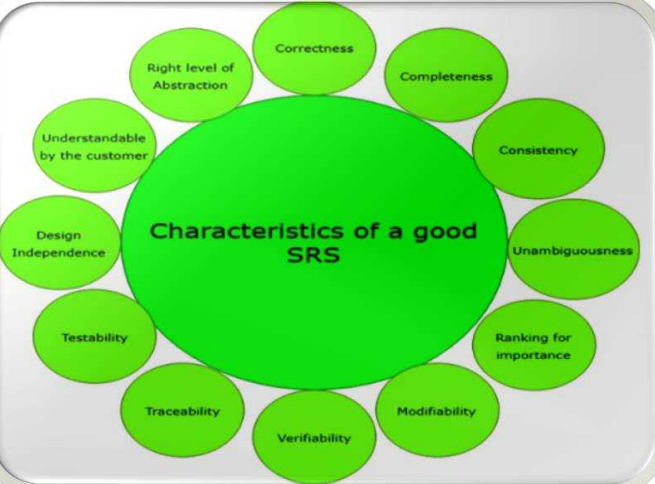 Correctness
Right level of
Abstraction
Completeness
Understandable
by the customer
Consistency
Characteristics of a good
SRS
Design
Independence
Unambiguousness
Testability
Ranking for
importance
Traceability
Modifiability
Verifiability